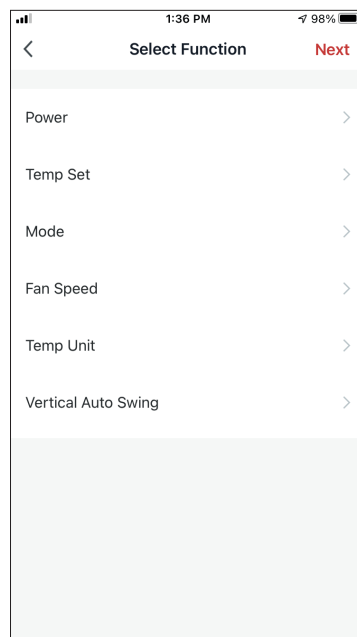 1:36 PM 98%
Select Function Next
Power
Temp Set
Mode
Fan Speed
Temp Unit
Vertical Auto Swing